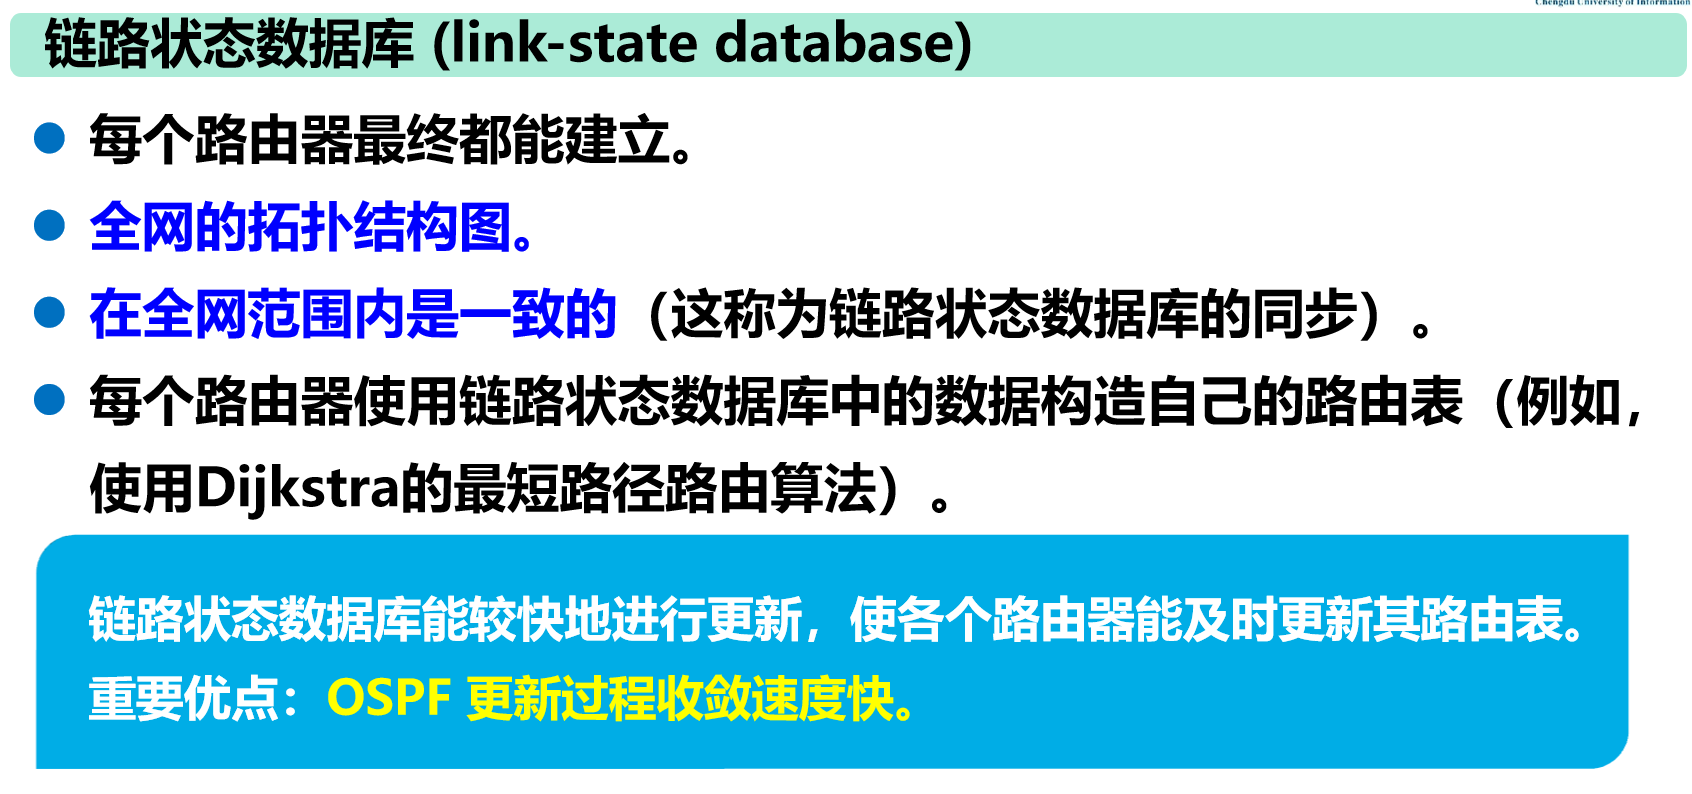 Chengdu University of Information
链路状态数据库 (link-state database)
每个路由器最终都能建立。
全网的拓扑结构图。
在全网范围内是一致的（这称为链路状态数据库的同步）。
每个路由器使用链路状态数据库中的数据构造自己的路由表（例如，
使用Dijkstra的最短路径路由算法）。
链路状态数据库能较快地进行更新，使各个路由器能及时更新其路由表。
重要优点：OSPF 更新过程收敛速度快。